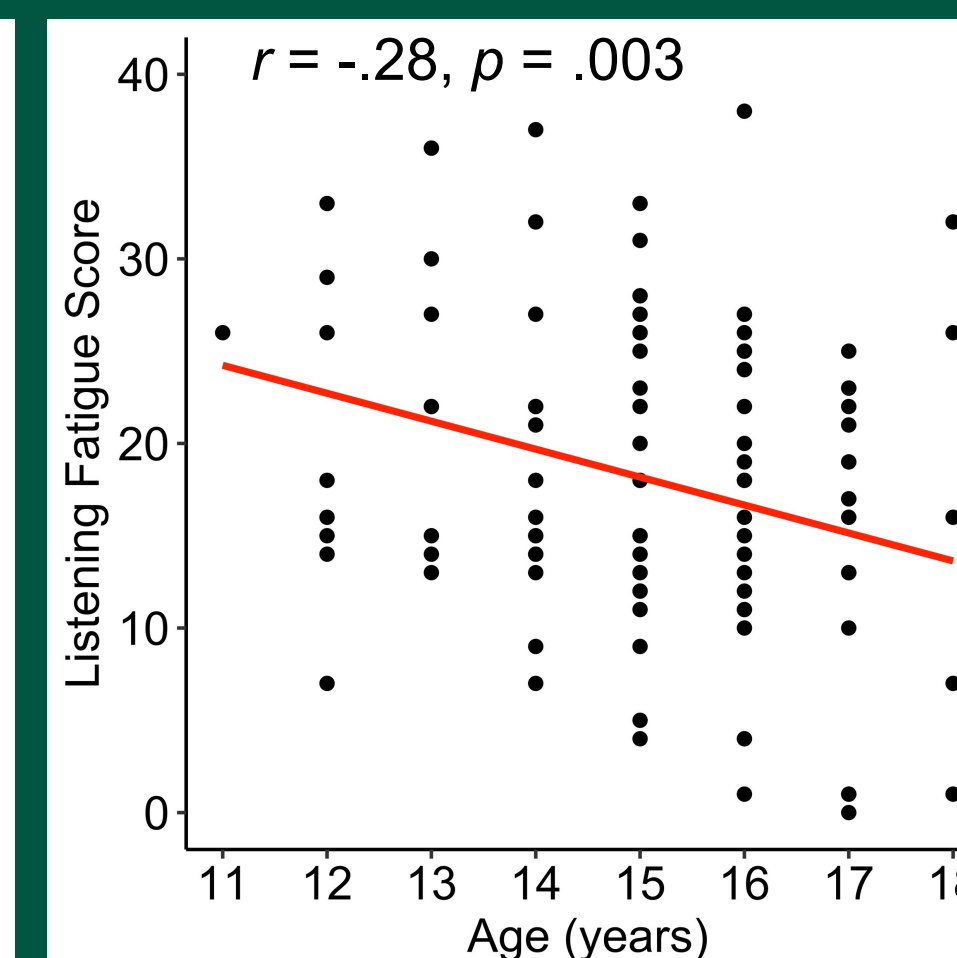 r = -.28, p = .003
40
30
20
10
0
Listening Fatigue Score
11 12 13 14 15 16 17
Age (years)